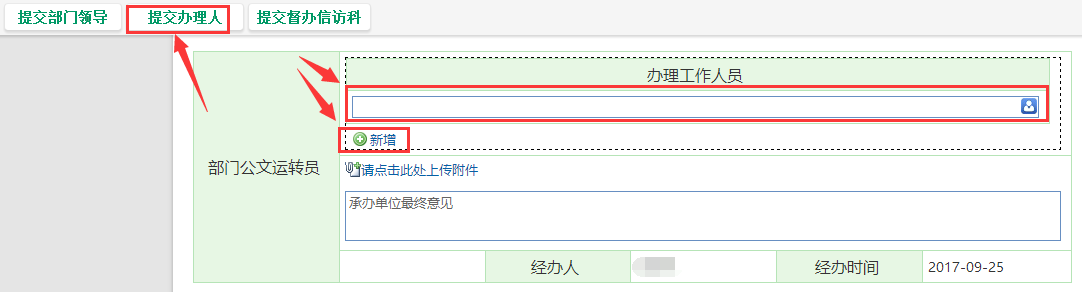 提交部门领导 提交办理人 提交督办信访科
办理工作人员
新增
部门公文运转员
请点击此处上传附件
承办单位最终意见
经办人 经办时间 2017-09-25